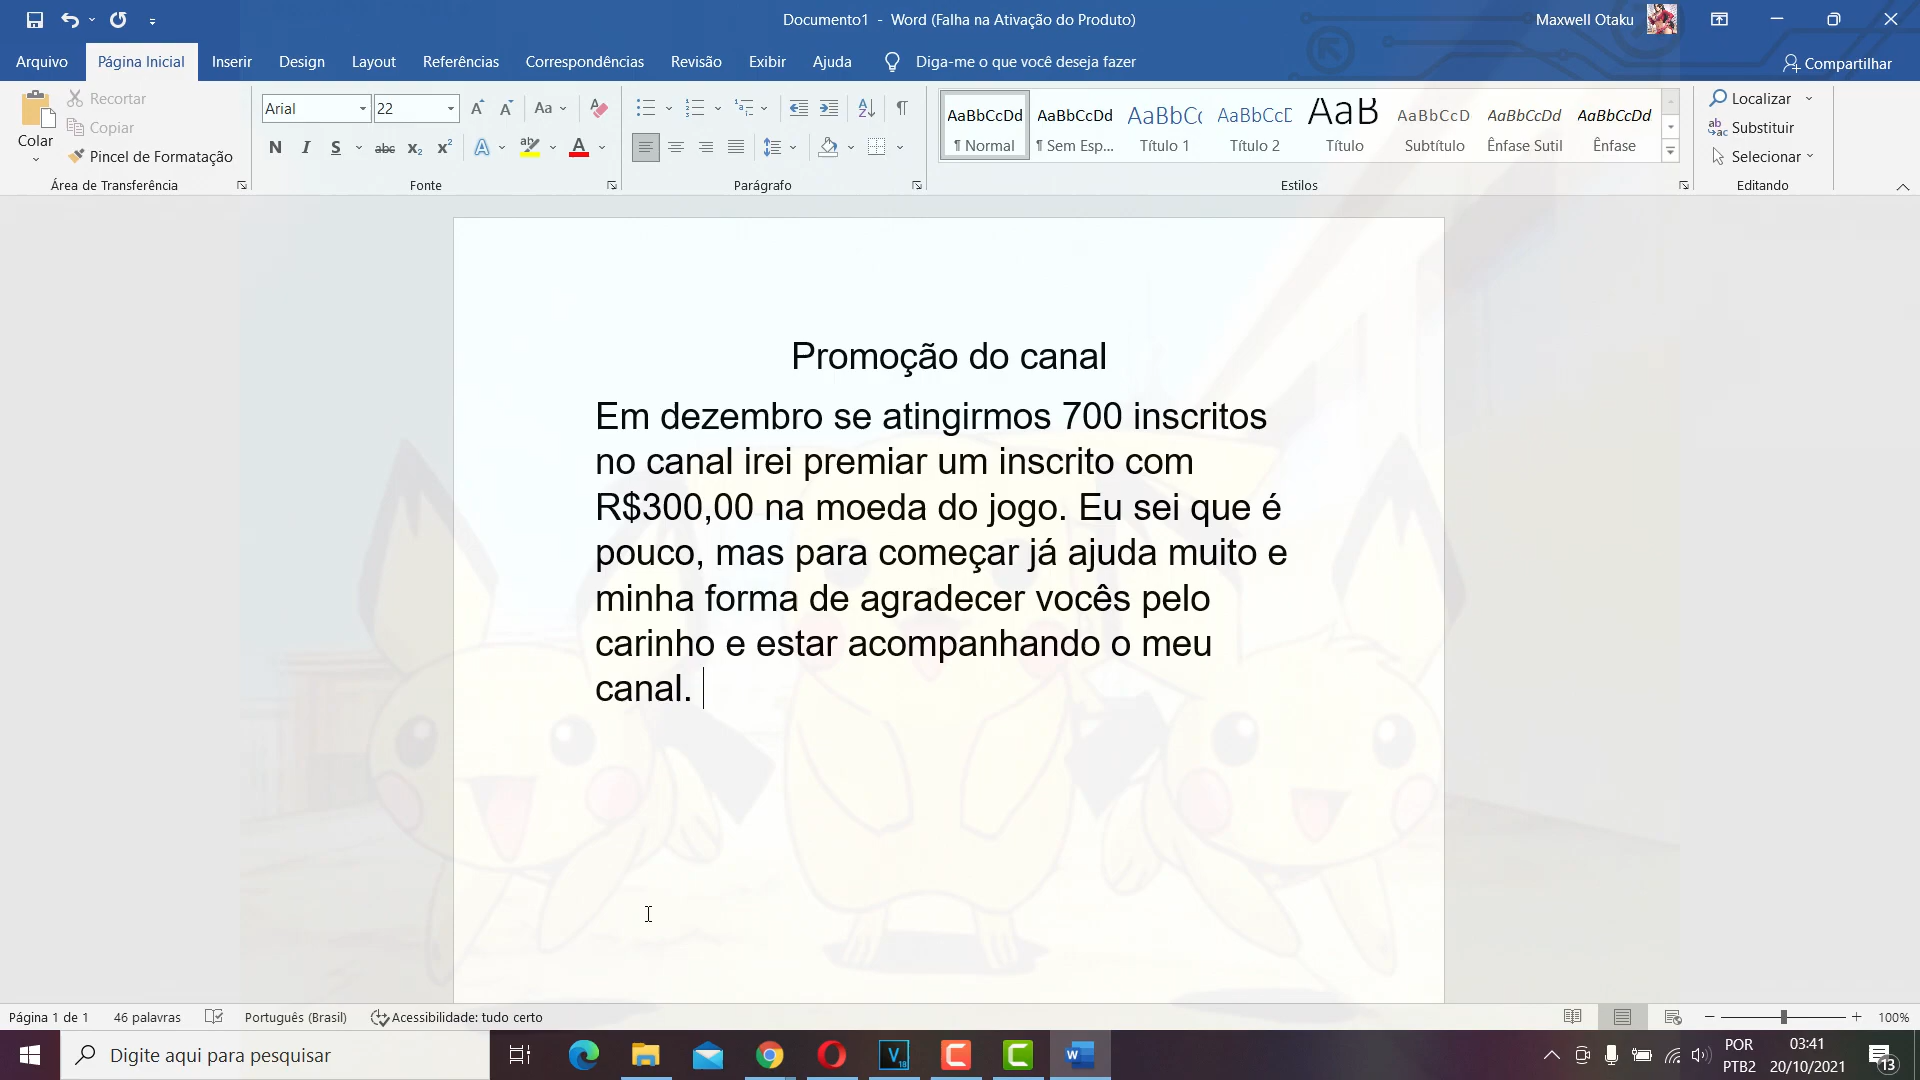 Documento1 - Word (Falha na Ativação do Produto)
Maxwell Otaku
Arquivo Página Inicial Inserir Design Layout Referências Correspondências Revisão Exibir Ajuda Diga-me o que você deseja fazer Compartilhar
Colar
Recortar
Copiar
Pincel de Formatação
Área de Transferência
Arial 22
Fonte
Parágrafo
AaBbCcDd AaBbCcDd AaBbCc AaBbCcD AaB AaBbCcD AaBbCcDd AaBbCcDd
¶ Normal ¶ Sem Esp... Título 1 Título 2 Título Subtítulo Ênfase Sutil Ênfase
Estilos
Localizar
Substituir
Selecionar
Editando
Promoção do canal
Em dezembro se atingirmos 700 inscritos
no canal irei premiar um inscrito com
R$300,00 na moeda do jogo. Eu sei que é
pouco, mas para começar já ajuda muito e
minha forma de agradecer vocês pelo
carinho e estar acompanhando o meu
canal.
Página 1 de 1 46 palavras Português (Brasil) Acessibilidade: tudo certo 100%
Digite aqui para pesquisar
POR
PTB2
03:41
20/10/2021
13